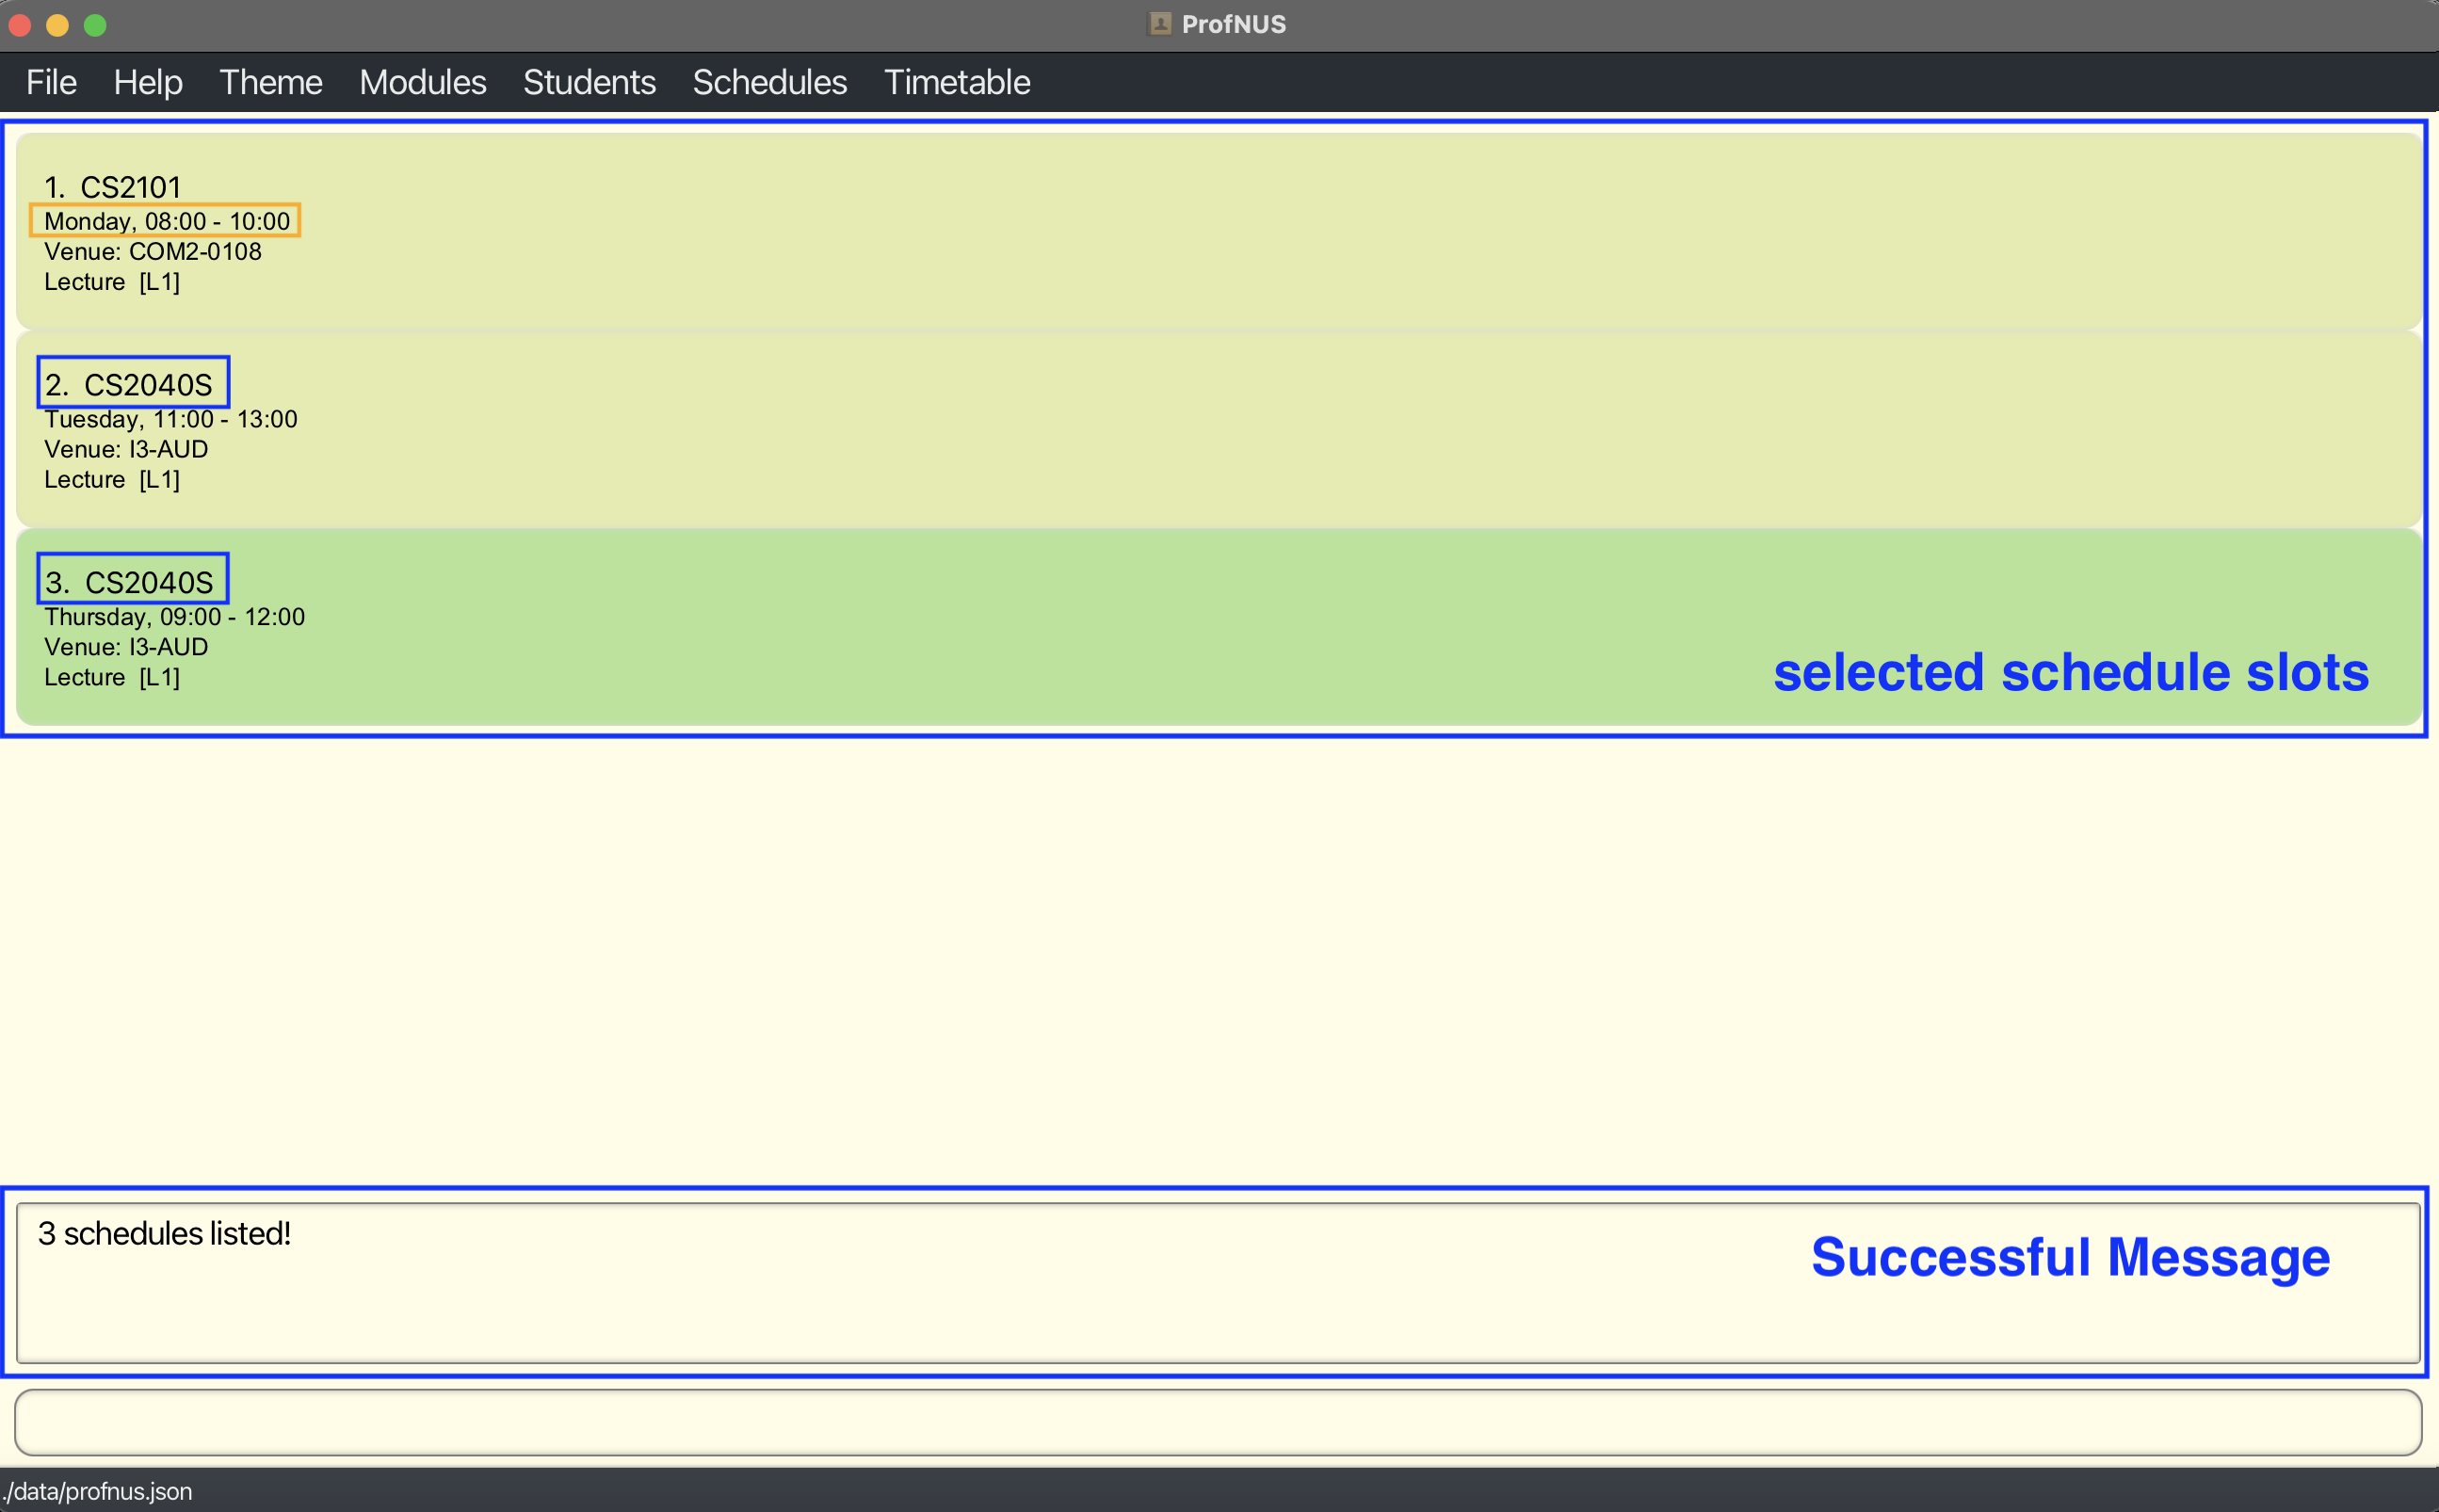 ProfNUS
File Help Theme Modules Students Schedules Timetable
1. CS2101
Monday, 08:00 - 10:00
Venue: COM2-0108
Lecture [L1]
2. CS2040S
Tuesday, 11:00 - 13:00
Venue: I3-AUD
Lecture [L1]
3. CS2040S
Thursday, 09:00 - 12:00
Venue: I3-AUD
Lecture [L1]
selected schedule slots
3 schedules listed!
Successful Message
./data/profnus.json